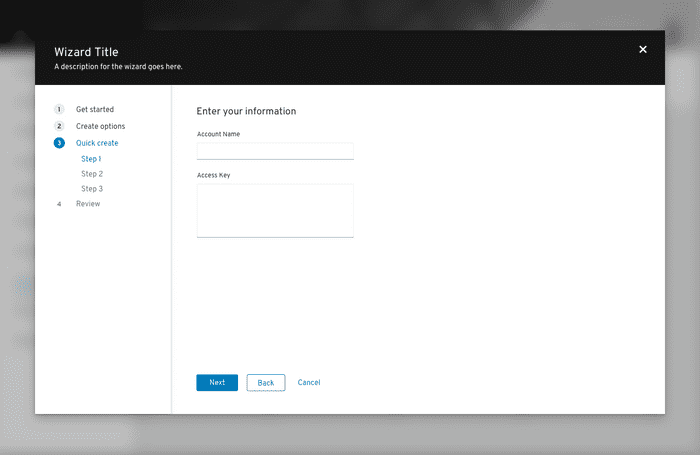 Wizard Title
A description for the wizard goes here.
1 Get started
2 Create options
3 Quick create
Step 1
Step 2
Step 3
4 Review
Enter your information
Account Name
Access Key
Next
Back
Cancel